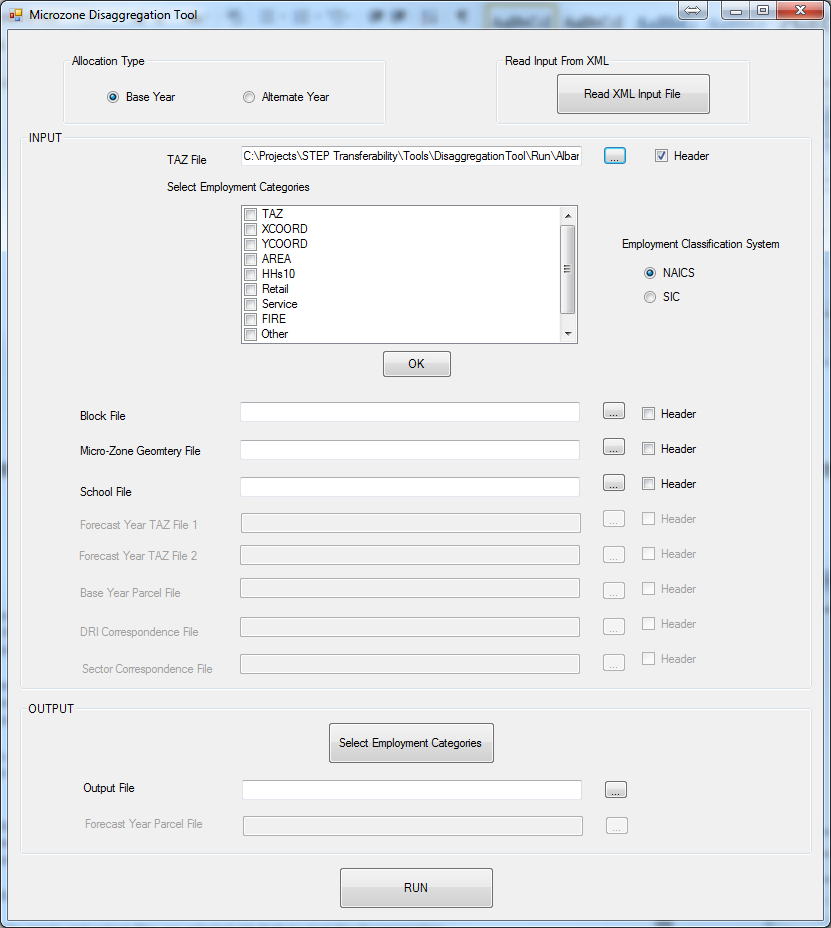 Microzone Disaggregation Tool
Allocation Type
Base Year
Alternate Year
Read Input From XML
Read XML Input File
INPUT
TAZ File
C:\Projects\STEP Transferability\Tools\DisaggregationTool\Run\Albar
...
Header
Select Employment Categories
TAZ
XCOORD
YCOORD
AREA
HHs10
Retail
Service
FIRE
Other
Employment Classification System
NAICS
SIC
OK
Block File
...
Header
Micro-Zone Geomtery File
...
Header
School File
...
Header
Forecast Year TAZ File 1
...
Header
Forecast Year TAZ File 2
...
Header
Base Year Parcel File
...
Header
DRI Correspondence File
...
Header
Sector Correspondence File
...
Header
OUTPUT
Select Employment Categories
Output File
...
Forecast Year Parcel File
...
RUN